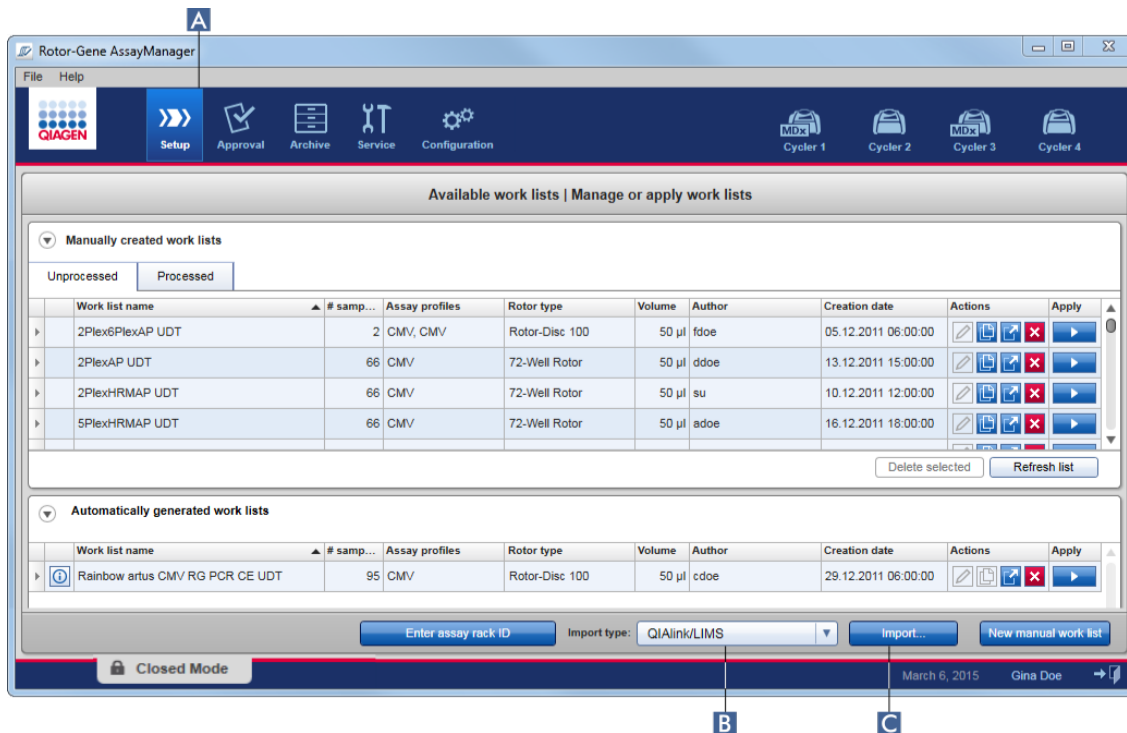 A
Rotor-Gene AssayManager
File Help
QIAGEN
Setup Approval Archive Service Configuration MDx Cycler 1 Cycler 2 MDx Cycler 3 Cycler 4
Available work lists | Manage or apply work lists
Manually created work lists
Unprocessed Processed
Work list name # samp... Assay profiles Rotor type Volume Author Creation date Actions Apply
2Plex6PlexAP UDT 2 CMV, CMV Rotor-Disc 100 50 µl fdoe 05.12.2011 06:00:00
2PlexAP UDT 66 CMV 72-Well Rotor 50 µl ddoe 13.12.2011 15:00:00
2PlexHRMAP UDT 66 CMV 72-Well Rotor 50 µl su 10.12.2011 12:00:00
5PlexHRMAP UDT 66 CMV 72-Well Rotor 50 µl adoe 16.12.2011 18:00:00
Delete selected Refresh list
Automatically generated work lists
Work list name # samp... Assay profiles Rotor type Volume Author Creation date Actions Apply
Rainbow artus CMV RG PCR CE UDT 95 CMV Rotor-Disc 100 50 µl cdoe 29.12.2011 06:00:00
Enter assay rack ID Import type: QIAlink/LIMS Import... New manual work list
Closed Mode March 6, 2015 Gina Doe
B C